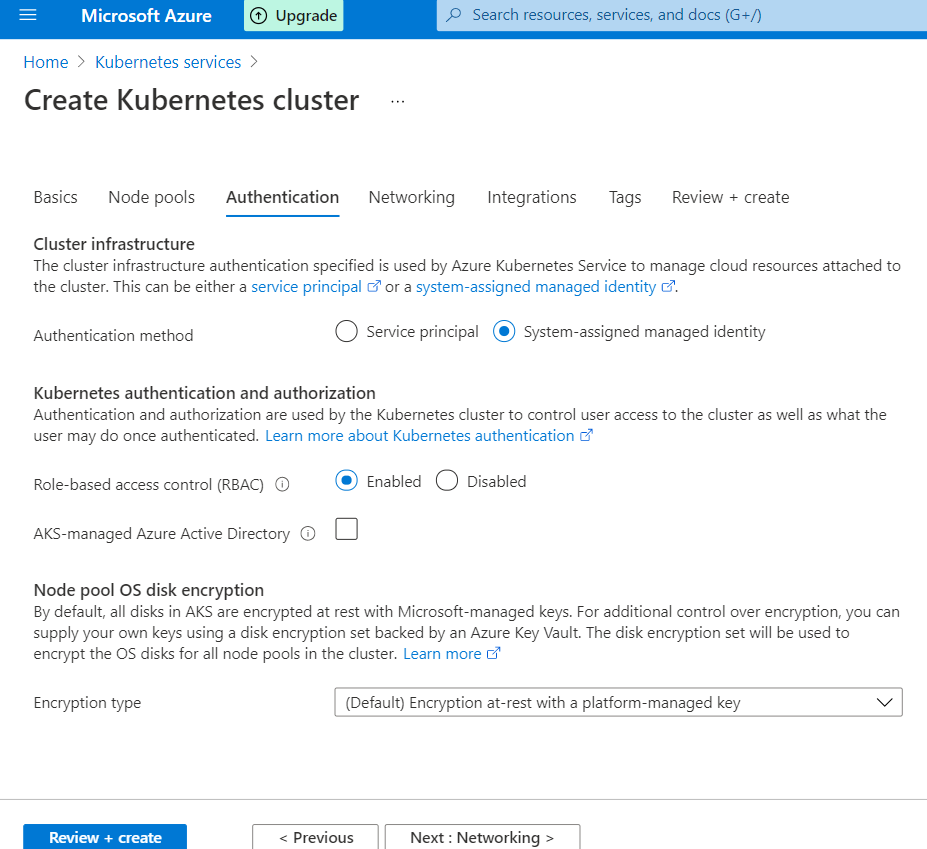 Microsoft Azure
Upgrade
Search resources, services, and docs (G+/)
Home > Kubernetes services >
Create Kubernetes cluster ...
Basics Node pools Authentication Networking Integrations Tags Review + create
Cluster infrastructure
The cluster infrastructure authentication specified is used by Azure Kubernetes Service to manage cloud resources attached to
the cluster. This can be either a service principal or a system-assigned managed identity .
Authentication method Service principal System-assigned managed identity
Kubernetes authentication and authorization
Authentication and authorization are used by the Kubernetes cluster to control user access to the cluster as well as what the
user may do once authenticated. Learn more about Kubernetes authentication
Role-based access control (RBAC) Enabled Disabled
AKS-managed Azure Active Directory
Node pool OS disk encryption
By default, all disks in AKS are encrypted at rest with Microsoft-managed keys. For additional control over encryption, you can
supply your own keys using a disk encryption set backed by an Azure Key Vault. The disk encryption set will be used to
encrypt the OS disks for all node pools in the cluster. Learn more
Encryption type (Default) Encryption at-rest with a platform-managed key
Review + create < Previous Next : Networking >